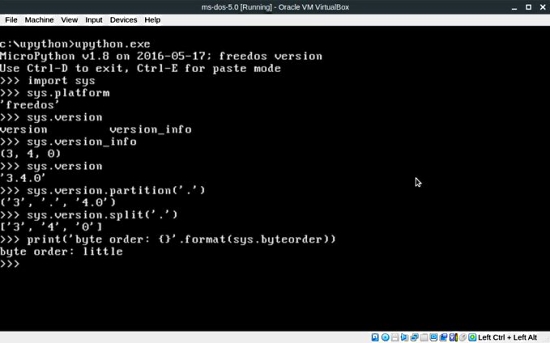 ms-dos-5.0 [Running] - Oracle VM VirtualBox
File Machine View Input Devices Help
c:\upython>upython.exe
MicroPython v1.8 on 2016-05-17; freedos version
Use Ctrl-D to exit, Ctrl-E for paste mode
>>> import sys
>>> sys.platform
'freedos'
>>> sys.version
version version_info
>>> sys.version_info
(3, 4, 0)
>>> sys.version
'3.4.0'
>>> sys.version.partition('.')
('3', '.', '4.0')
>>> sys.version.split('.')
['3', '4', '0']
>>> print('byte order: {}'.format(sys.byteorder))
byte order: little
>>>
Left Ctrl + Left Alt